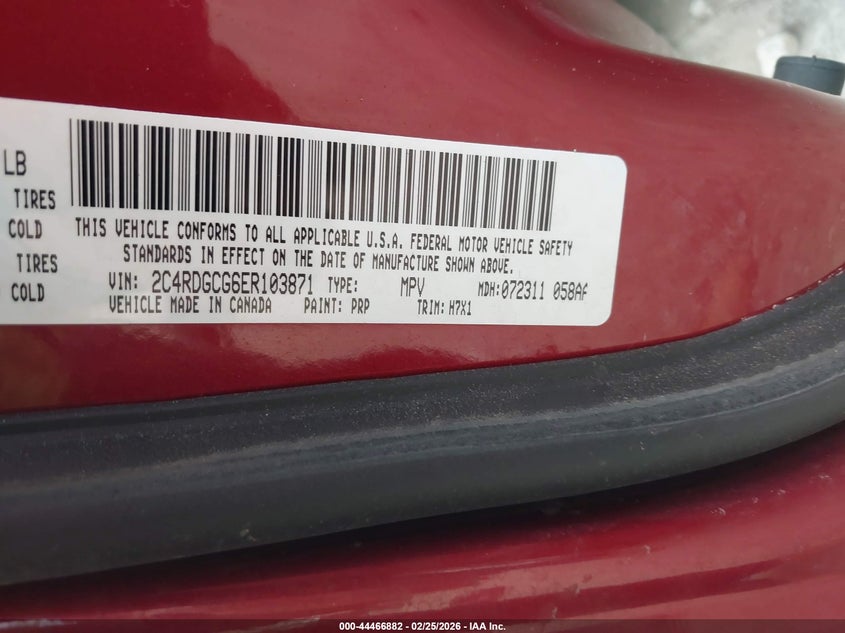 LB
TIRES
COLD
TIRES
COLD
THIS VEHICLE CONFORMS TO ALL APPLICABLE U.S.A. FEDERAL MOTOR VEHICLE SAFETY
STANDARDS IN EFFECT ON THE DATE OF MANUFACTURE SHOWN ABOVE.
VIN: 2C4RDGCG6ER103871 TYPE: MPV MDH:072311 058AF
VEHICLE MADE IN CANADA PAINT: PRP TRIM: H7X1
000-44466882 - 02/25/2026 - IAA Inc.